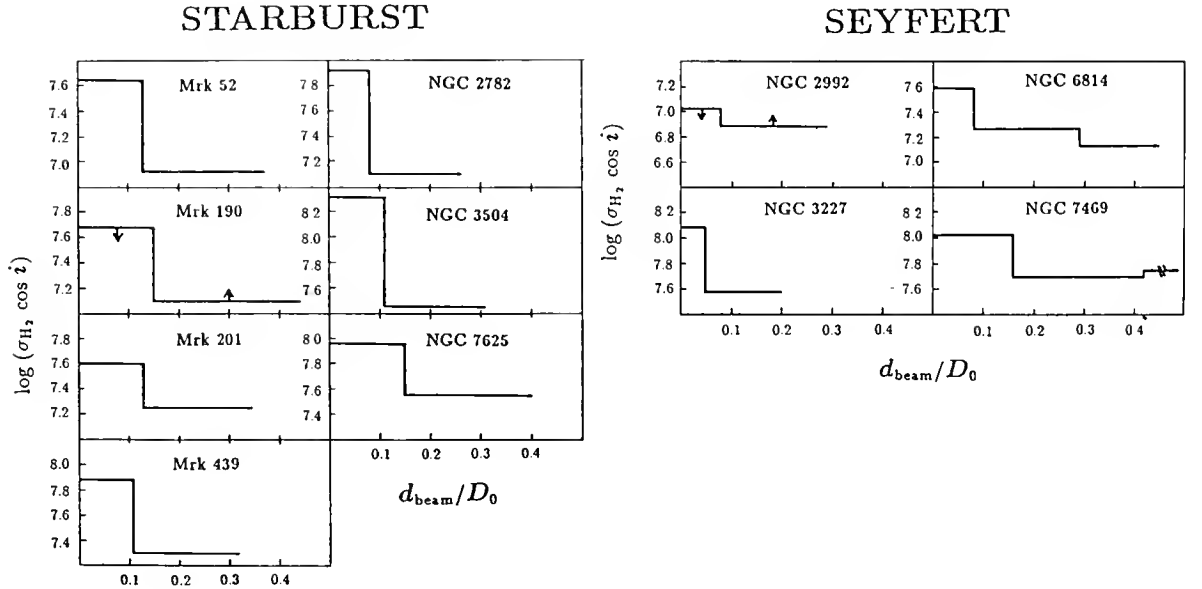 STARBURST
SEYFERT
log (σH₂ cos i)
Mrk 52
7.6
7.4
7.2
7.0
NGC 2782
7.8
7.6
7.4
7.2
Mrk 190
7.8
7.6
7.4
7.2
NGC 3504
8.2
8.0
7.8
7.6
Mrk 201
7.8
7.6
7.4
7.2
NGC 7625
8.0
7.8
7.6
7.4
0.1 0.2 0.3 0.4
dbeam/D₀
Mrk 439
8.0
7.8
7.6
7.4
0.1 0.2 0.3 0.4
log (σH₂ cos i)
NGC 2992
7.2
7.0
6.8
6.6
NGC 6814
7.6
7.4
7.2
7.0
NGC 3227
8.2
8.0
7.8
7.6
0.1 0.2 0.3 0.4
NGC 7469
8.2
8.0
7.8
7.6
0.1 0.2 0.3 0.4
dbeam/D₀